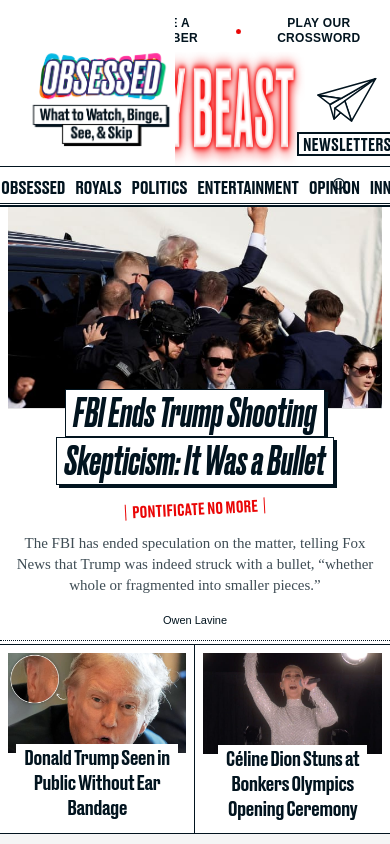 E A
BER
PLAY OUR
CROSSWORD
OBSESSED
What to Watch, Binge,
See, & Skip
Y BEAST
NEWSLETTERS
OBSESSED ROYALS POLITICS ENTERTAINMENT OPINION INN
FBI Ends Trump Shooting
Skepticism: It Was a Bullet
PONTIFICATE NO MORE
The FBI has ended speculation on the matter, telling Fox
News that Trump was indeed struck with a bullet, “whether
whole or fragmented into smaller pieces.”
Owen Lavine
Donald Trump Seen in
Public Without Ear
Bandage
Céline Dion Stuns at
Bonkers Olympics
Opening Ceremony